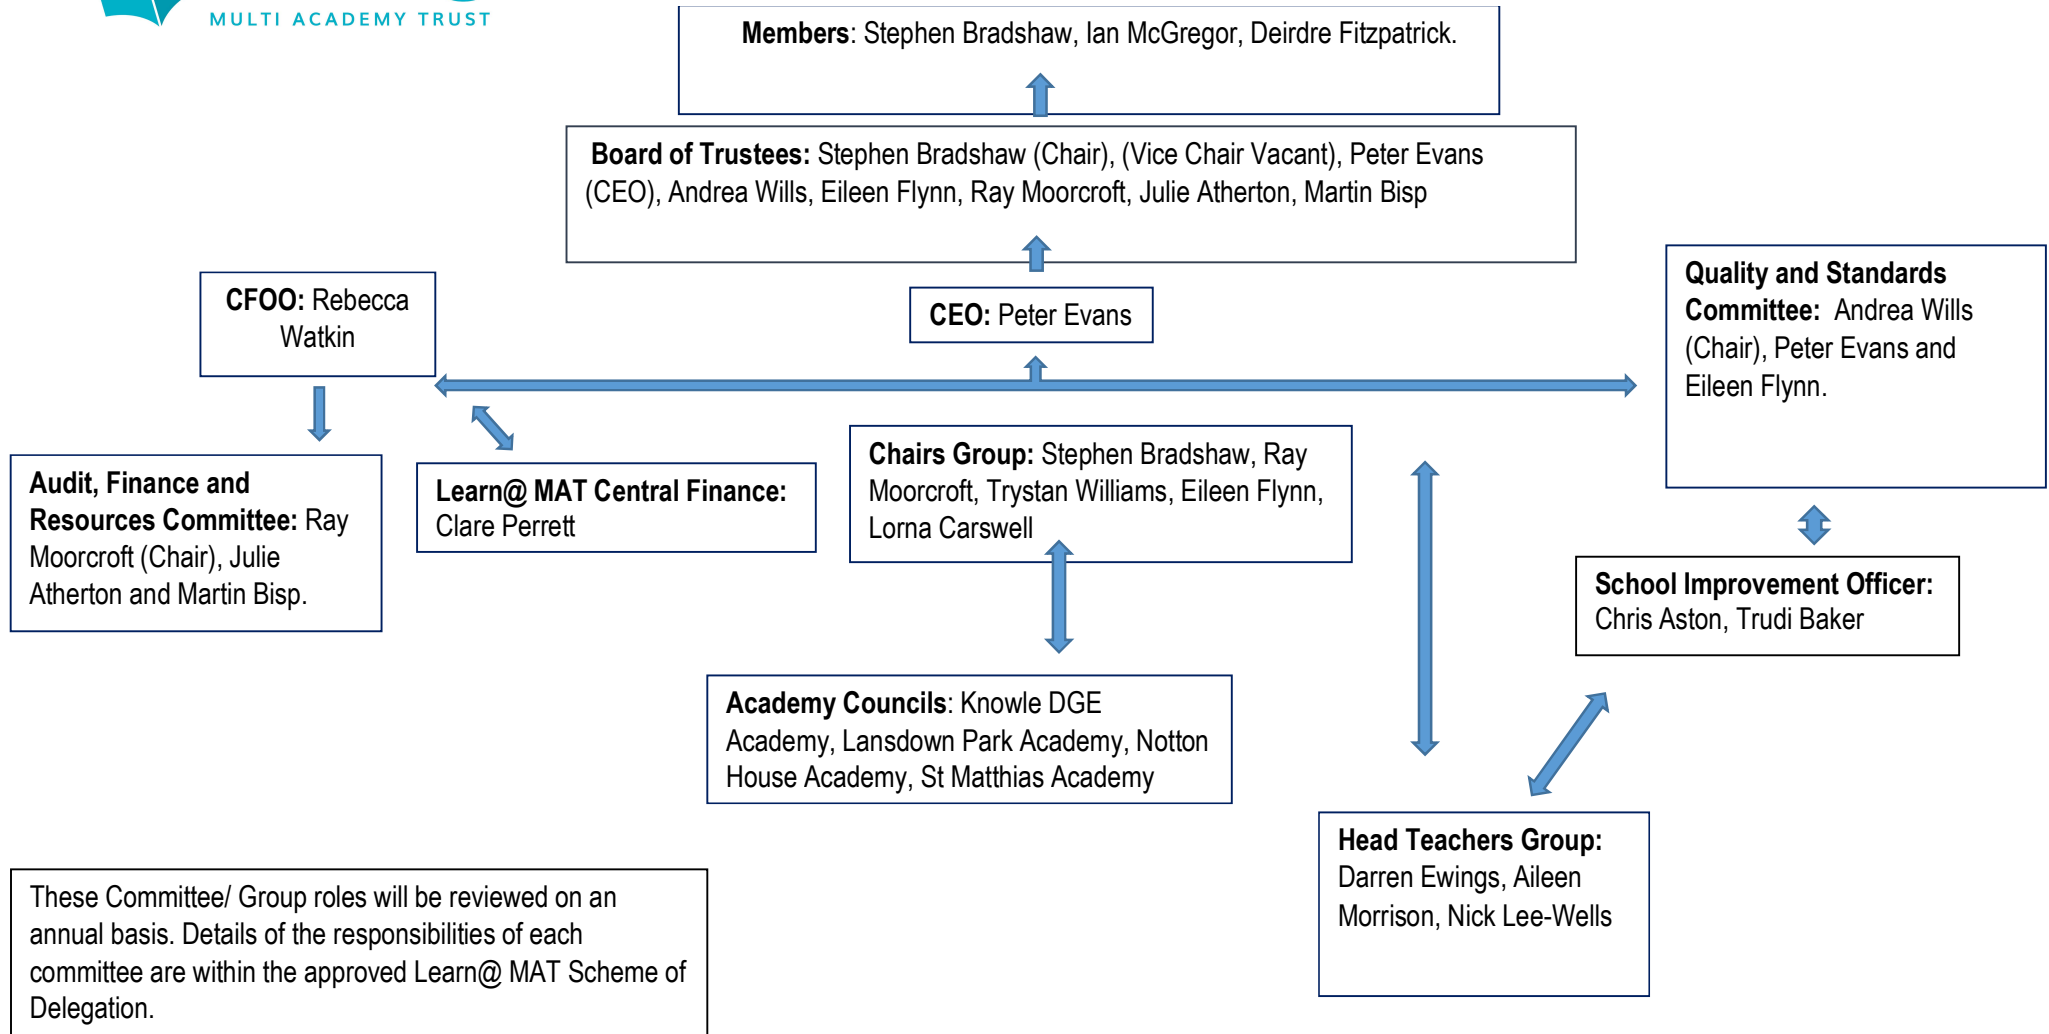 MULTI ACADEMY TRUST
Members: Stephen Bradshaw, Ian McGregor, Deirdre Fitzpatrick.
Board of Trustees: Stephen Bradshaw (Chair), (Vice Chair Vacant), Peter Evans
(CEO), Andrea Wills, Eileen Flynn, Ray Moorcroft, Julie Atherton, Martin Bisp
CFOO: Rebecca
Watkin
CEO: Peter Evans
Quality and Standards
Committee: Andrea Wills
(Chair), Peter Evans and
Eileen Flynn.
Audit, Finance and
Resources Committee: Ray
Moorcroft (Chair), Julie
Atherton and Martin Bisp.
Learn@ MAT Central Finance:
Clare Perrett
Chairs Group: Stephen Bradshaw, Ray
Moorcroft, Trystan Williams, Eileen Flynn,
Lorna Carswell
School Improvement Officer:
Chris Aston, Trudi Baker
Academy Councils: Knowle DGE
Academy, Lansdown Park Academy, Notton
House Academy, St Matthias Academy
Head Teachers Group:
Darren Ewings, Aileen
Morrison, Nick Lee-Wells
These Committee/ Group roles will be reviewed on an
annual basis. Details of the responsibilities of each
committee are within the approved Learn@ MAT Scheme of
Delegation.